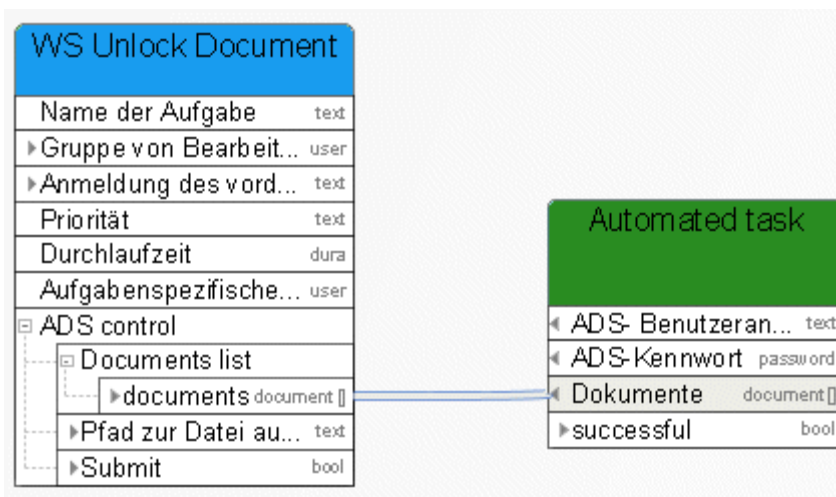 WS Unlock Document
Name der Aufgabe text
Gruppe von Bearbeit... user
Anmeldung des vord... text
Priorität text
Durchlaufzeit dura
Aufgabenspezifische... user
ADS control
Documents list
documents document []
Pfad zur Datei au... text
Submit bool
Automated task
ADS- Benutzeran... text
ADS-Kennwort password
Dokumente document[]
successful bool